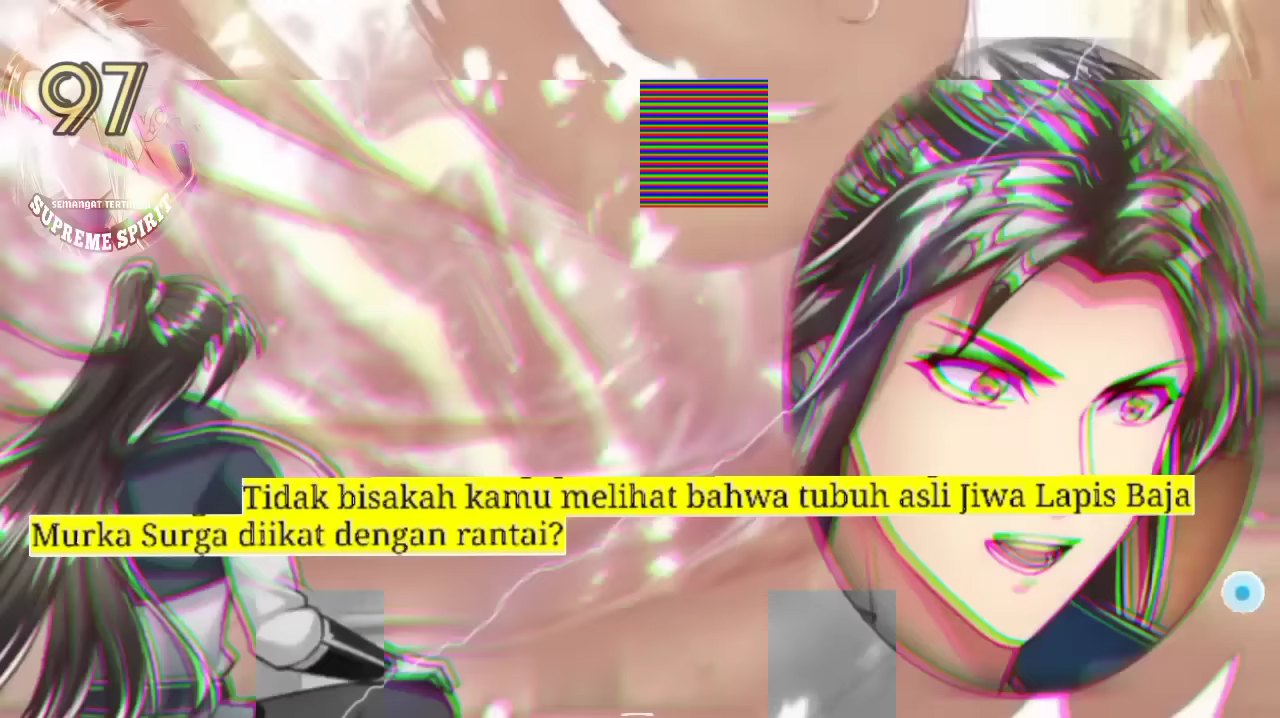 97
SEMANGAT TERTINGGI
SUPREME SPIRIT
Tidak bisakah kamu melihat bahwa tubuh asli Jiwa Lapis Baja
Murka Surga diikat dengan rantai?